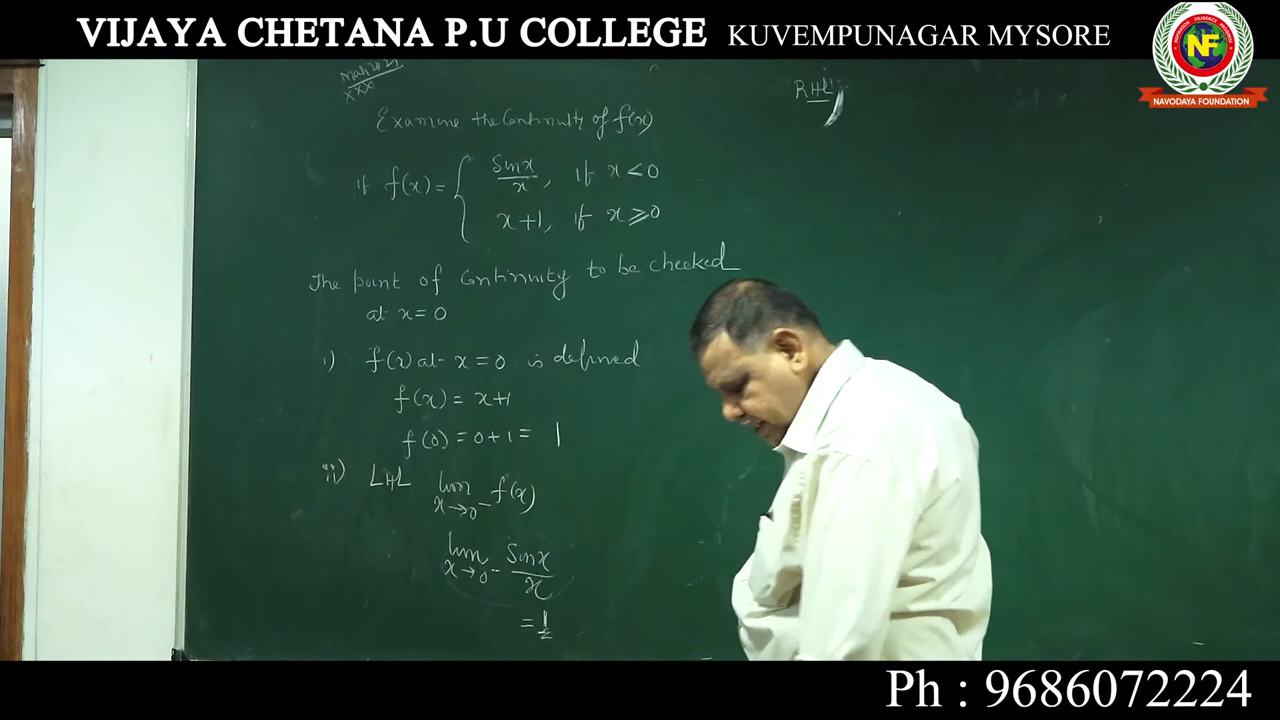 VIJAYA CHETANA P.U COLLEGE KUVEMPUNAGAR MYSORE
NF
NAVODAYA FOUNDATION
xxx
Examine the Continuity of f(x)
if f(x) = { sinx/x, if x < 0
x+1, if x ⩾ 0
The point of Continuity to be checked
at x = 0
i) f(x) at x = 0 is defined
f(x) = x+1
f(0) = 0+1 = 1
ii) LHL lim x→0⁻ f(x)
lim x→0⁻ sinx/x
= 1
RHL
Ph : 9686072224